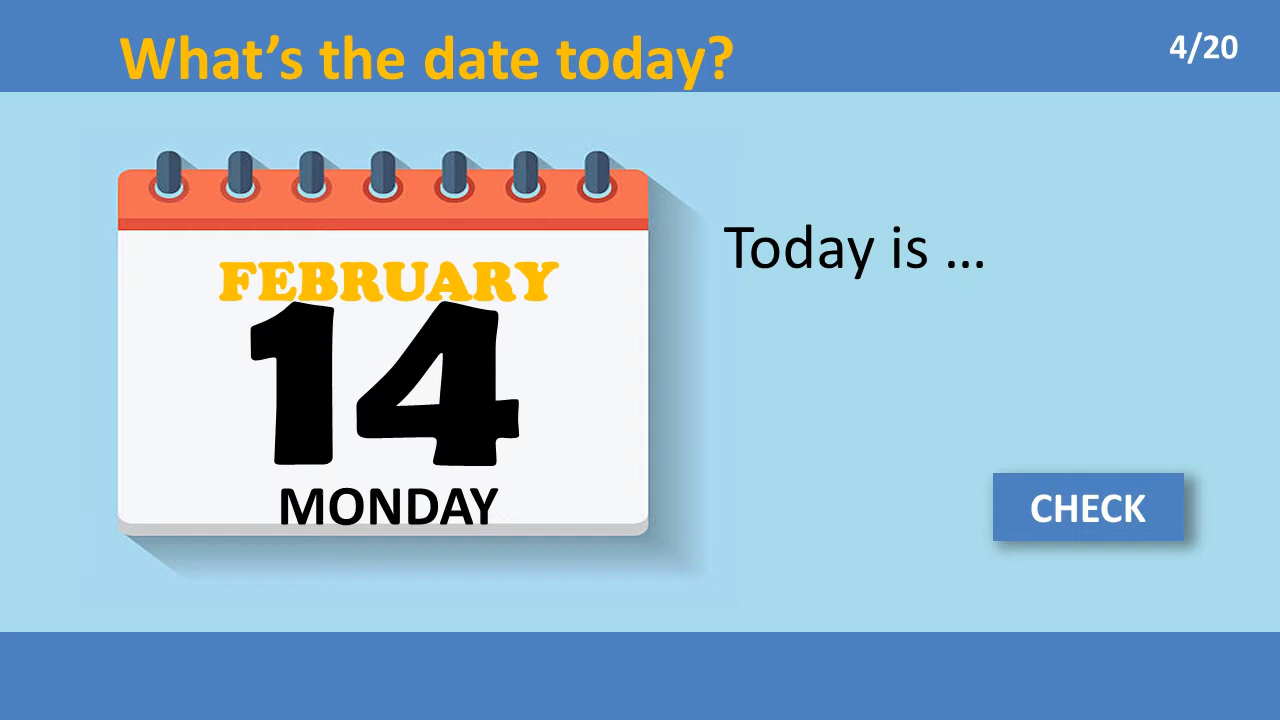 What's the date today?
4/20
FEBRUARY
14
MONDAY
Today is …
CHECK